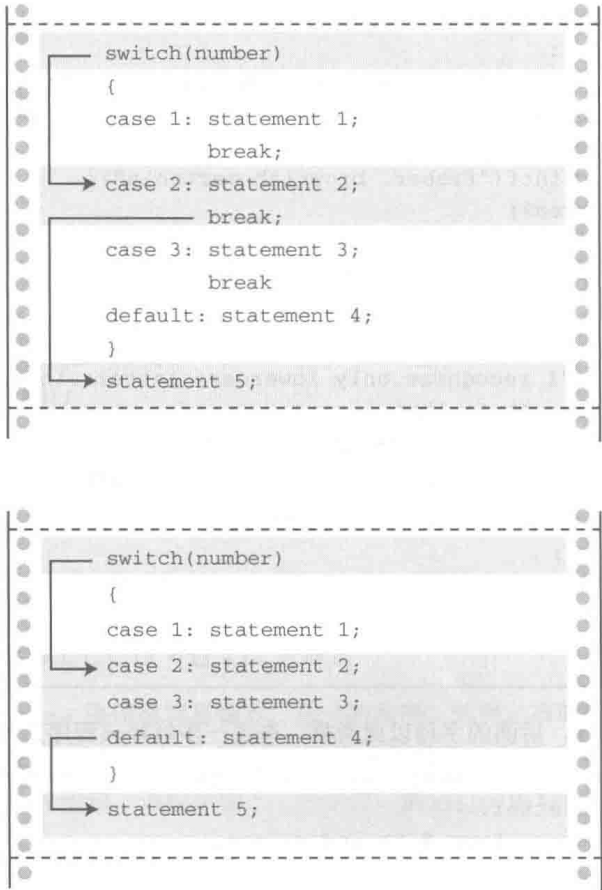 switch(number)
{
case 1: statement 1;
break;
case 2: statement 2;
break;
case 3: statement 3;
break
default: statement 4;
}
statement 5;
switch(number)
{
case 1: statement 1;
case 2: statement 2;
case 3: statement 3;
default: statement 4;
}
statement 5;